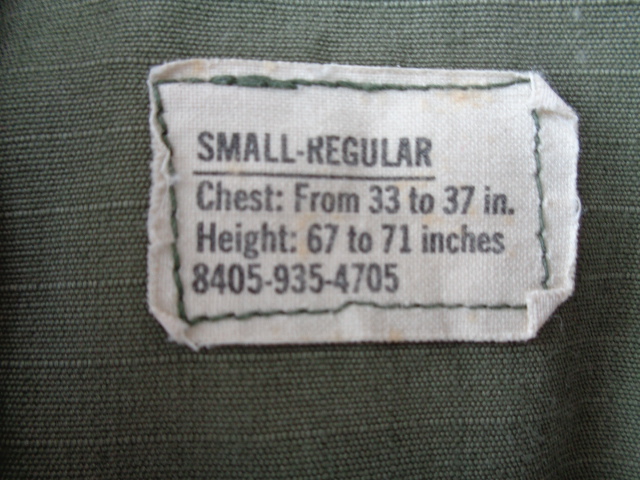 SMALL-REGULAR
Chest: From 33 to 37 in.
Height: 67 to 71 inches
8405-935-4705